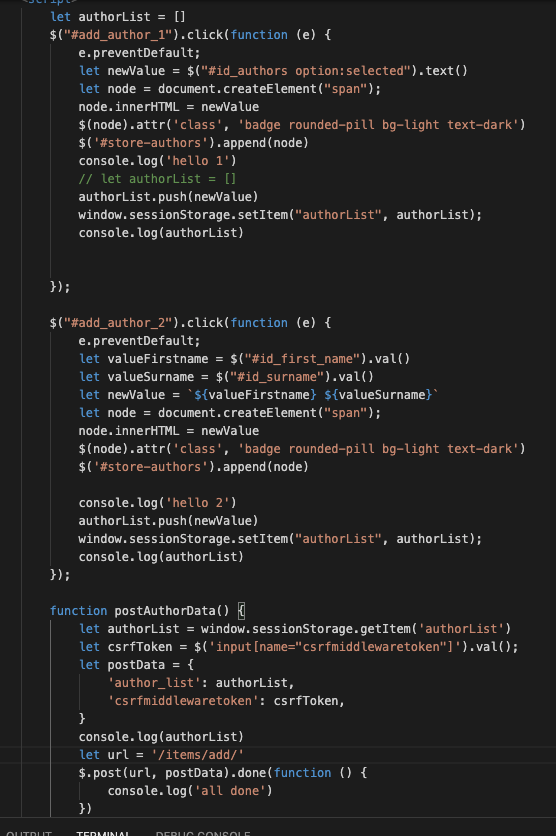 <script>
let authorList = []
$("#add_author_1").click(function (e) {
e.preventDefault;
let newValue = $("#id_authors option:selected").text()
let node = document.createElement("span");
node.innerHTML = newValue
$(node).attr('class', 'badge rounded-pill bg-light text-dark')
$('#store-authors').append(node)
console.log('hello 1')
// let authorList = []
authorList.push(newValue)
window.sessionStorage.setItem("authorList", authorList);
console.log(authorList)
});
$("#add_author_2").click(function (e) {
e.preventDefault;
let valueFirstname = $("#id_first_name").val()
let valueSurname = $("#id_surname").val()
let newValue = `${valueFirstname} ${valueSurname}`
let node = document.createElement("span");
node.innerHTML = newValue
$(node).attr('class', 'badge rounded-pill bg-light text-dark')
$('#store-authors').append(node)
console.log('hello 2')
authorList.push(newValue)
window.sessionStorage.setItem("authorList", authorList);
console.log(authorList)
});
function postAuthorData() {
let authorList = window.sessionStorage.getItem('authorList')
let csrfToken = $('input[name="csrfmiddlewaretoken"]').val();
let postData = {
'author_list': authorList,
'csrfmiddlewaretoken': csrfToken,
}
console.log(authorList)
let url = '/items/add/'
$.post(url, postData).done(function () {
console.log('all done')
})
OUTPUT TERMINAL DEBUG CONSOLE